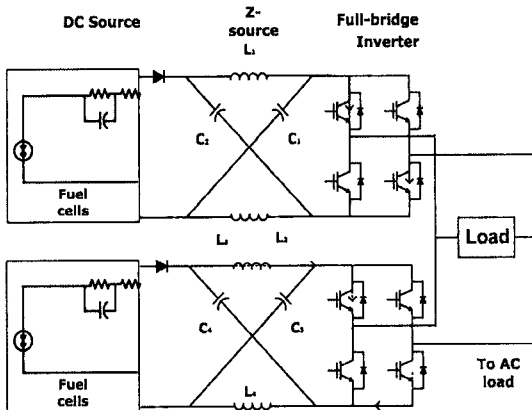 DC Source
Z-
source
L₁
Full-bridge
Inverter
C₂
C₁
Fuel
cells
L₂
L₃
Load
C₄
C₃
Fuel
cells
L₄
To AC
load